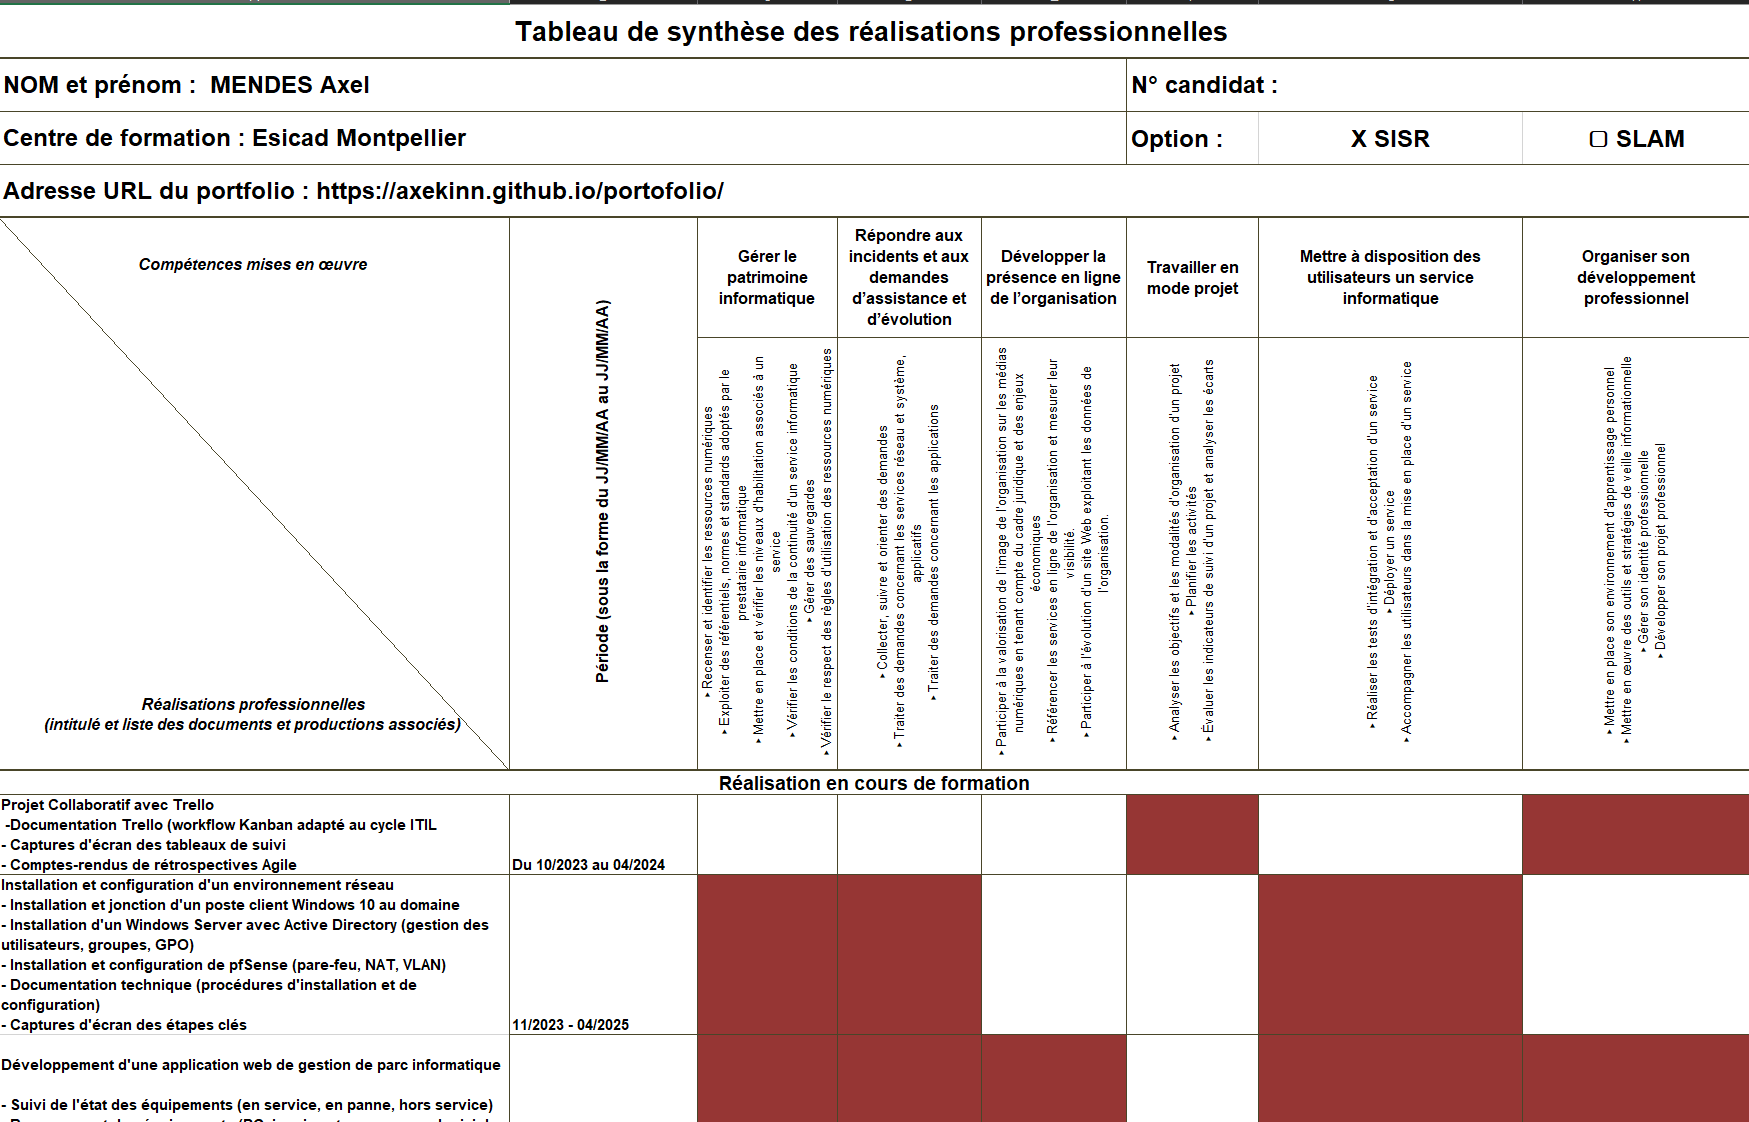 Tableau de synthèse des réalisations professionnelles
NOM et prénom : MENDES Axel
N° candidat :
Centre de formation : Esicad Montpellier
Option :
X SISR
▢ SLAM
Adresse URL du portfolio : https://axekinn.github.io/portofolio/
Compétences mises en œuvre
Réalisations professionnelles
(intitulé et liste des documents et productions associés)
Période (sous la forme du JJ/MM/AA au JJ/MM/AA)
Gérer le
patrimoine
informatique
Répondre aux
incidents et aux
demandes
d’assistance et
d’évolution
Développer la
présence en ligne
de l’organisation
Travailler en
mode projet
Mettre à disposition des
utilisateurs un service
informatique
Organiser son
développement
professionnel
‣ Recenser et identifier les ressources numériques
‣ Exploiter des référentiels, normes et standards adoptés par le
prestataire informatique
‣ Mettre en place et vérifier les niveaux d’habilitation associés à un
service
‣ Vérifier les conditions de la continuité d’un service informatique
‣ Gérer des sauvegardes
‣ Vérifier le respect des règles d’utilisation des ressources numériques
‣ Collecter, suivre et orienter des demandes
‣ Traiter des demandes concernant les services réseau et système,
applicatifs
‣ Traiter des demandes concernant les applications
‣ Participer à la valorisation de l’image de l’organisation sur les médias
numériques en tenant compte du cadre juridique et des enjeux
économiques
‣ Référencer les services en ligne de l’organisation et mesurer leur
visibilité.
‣ Participer à l’évolution d’un site Web exploitant les données de
l’organisation.
‣ Analyser les objectifs et les modalités d’organisation d’un projet
‣ Planifier les activités
‣ Évaluer les indicateurs de suivi d’un projet et analyser les écarts
‣ Réaliser les tests d’intégration et d’acceptation d’un service
‣ Déployer un service
‣ Accompagner les utilisateurs dans la mise en place d’un service
‣ Mettre en place son environnement d’apprentissage personnel
‣ Mettre en œuvre des outils et stratégies de veille informationnelle
‣ Gérer son identité professionnelle
‣ Développer son projet professionnel
Réalisation en cours de formation
Projet Collaboratif avec Trello
-Documentation Trello (workflow Kanban adapté au cycle ITIL
- Captures d'écran des tableaux de suivi
- Comptes-rendus de rétrospectives Agile
Du 10/2023 au 04/2024
Installation et configuration d'un environnement réseau
- Installation et jonction d'un poste client Windows 10 au domaine
- Installation d'un Windows Server avec Active Directory (gestion des
utilisateurs, groupes, GPO)
- Installation et configuration de pfSense (pare-feu, NAT, VLAN)
- Documentation technique (procédures d'installation et de
configuration)
- Captures d'écran des étapes clés
11/2023 - 04/2025
Développement d'une application web de gestion de parc informatique
- Suivi de l'état des équipements (en service, en panne, hors service)